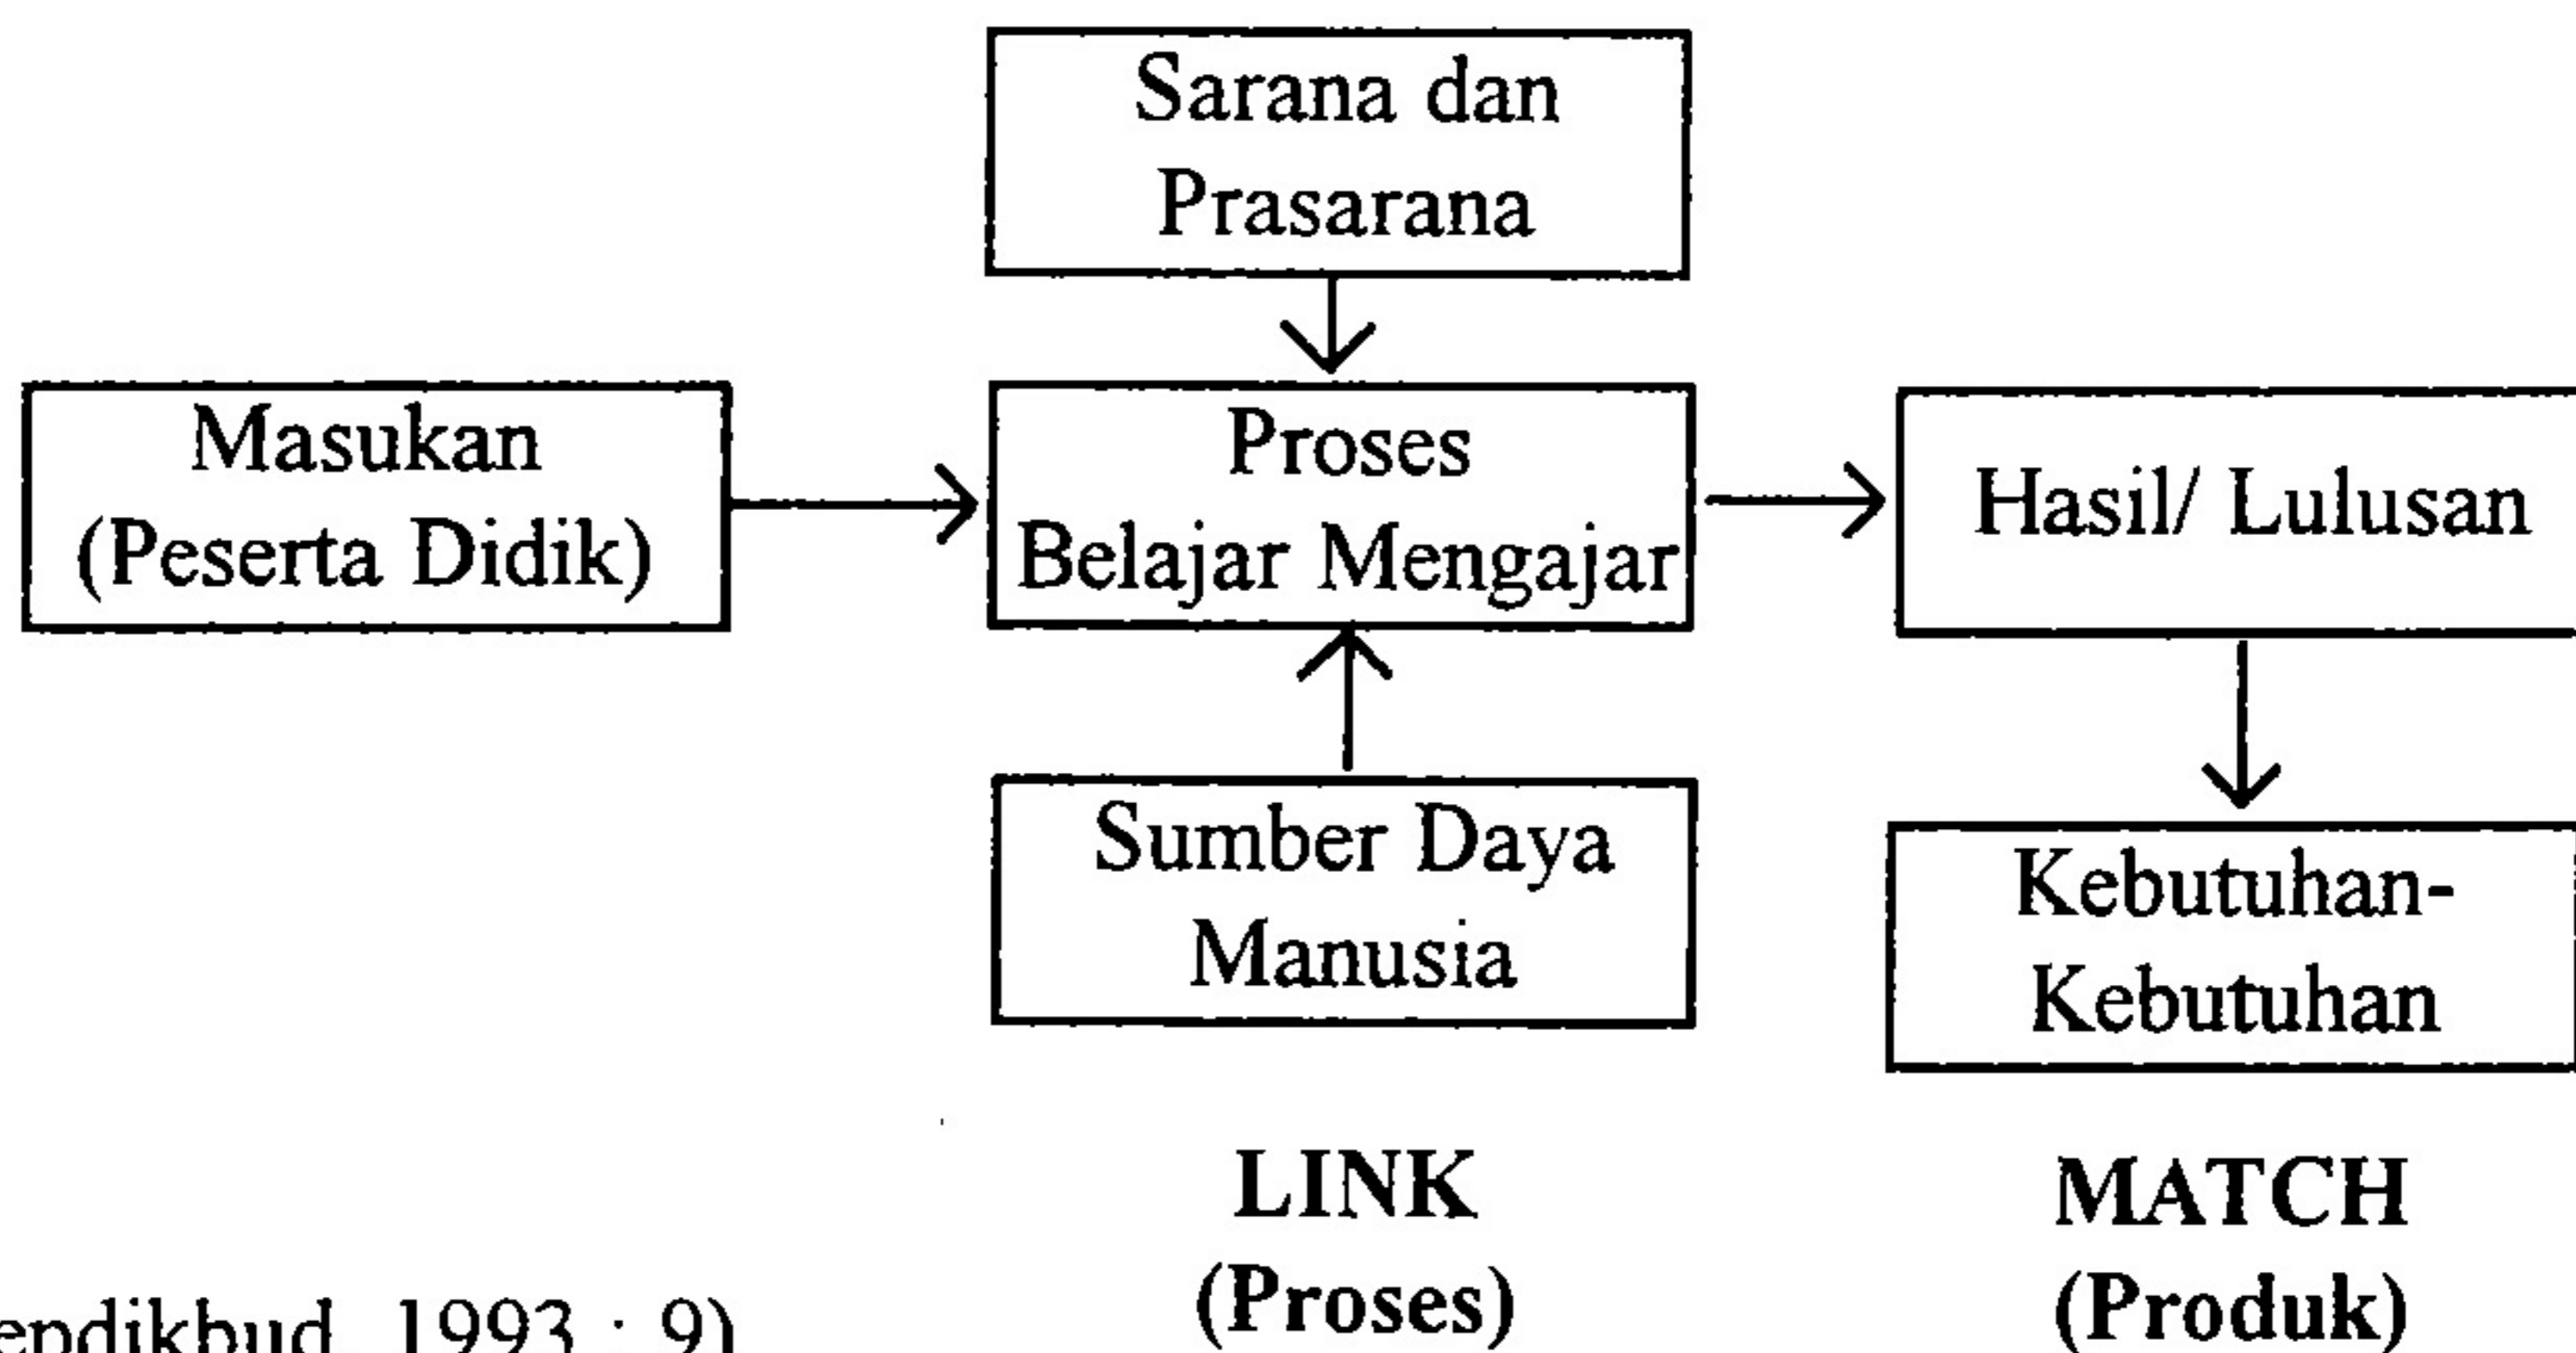 Sarana dan
Prasarana
Masukan
(Peserta Didik)
Proses
Belajar Mengajar
Hasil/ Lulusan
Sumber Daya
Manusia
Kebutuhan-
Kebutuhan
LINK
(Proses)
MATCH
(Produk)
1993 : 9)